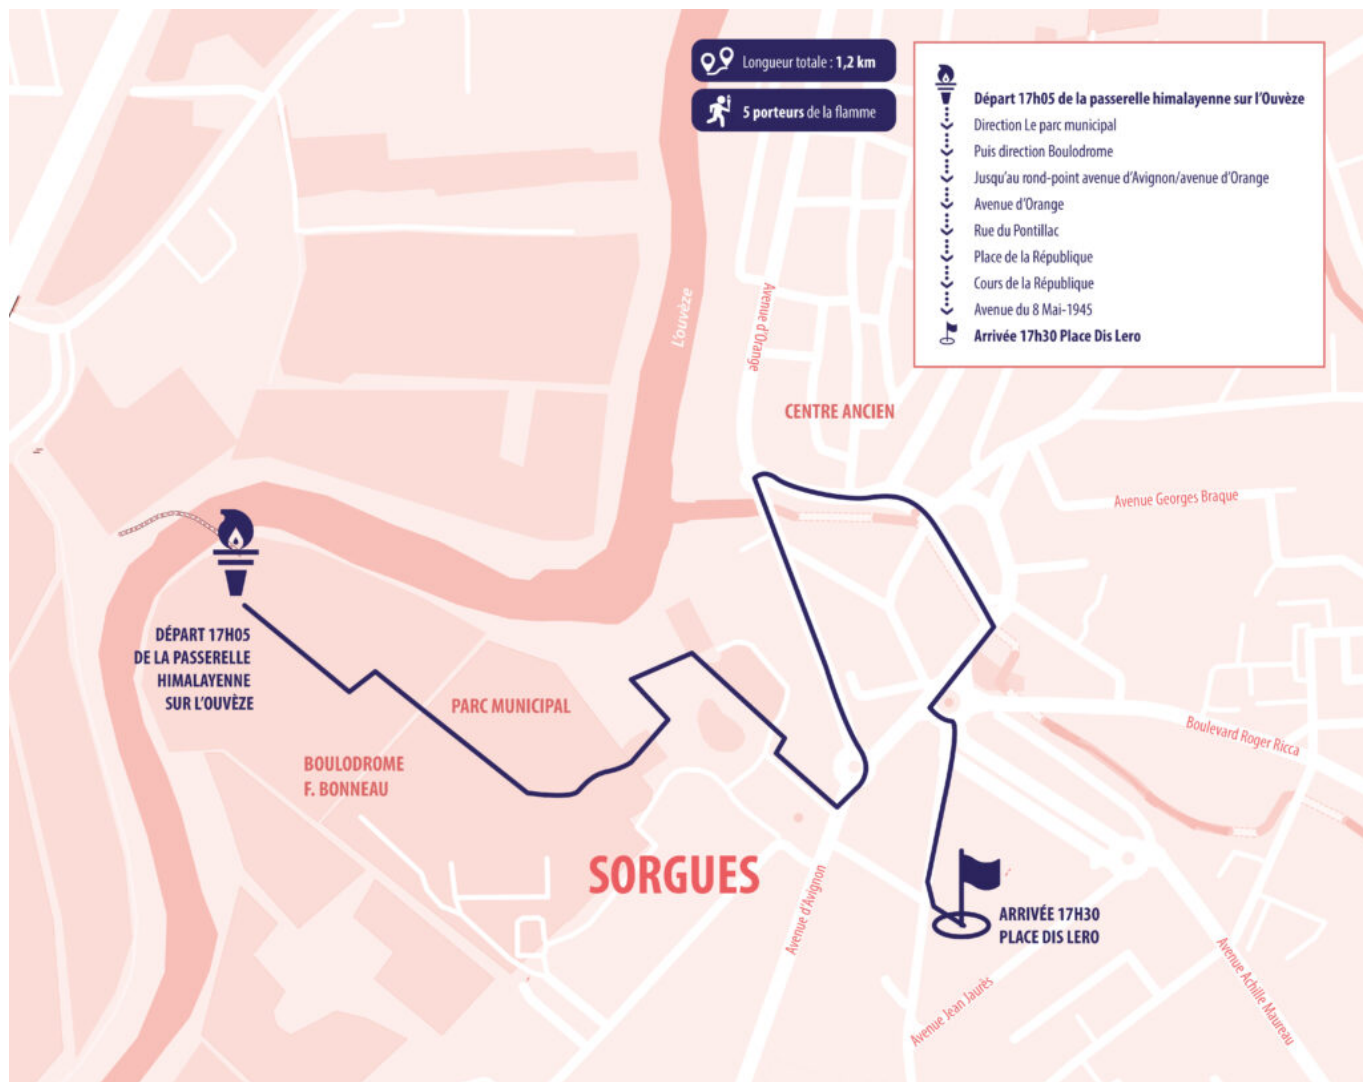 Longueur totale : 1,2 km
5 porteurs de la flamme
Départ 17h05 de la passerelle himalayenne sur l'Ouvèze
Direction Le parc municipal
Puis direction Boulodrome
Jusqu'au rond-point avenue d'Avignon/avenue d'Orange
Avenue d'Orange
Rue du Pontillac
Place de la République
Cours de la République
Avenue du 8 Mai-1945
Arrivée 17h30 Place Dis Lero
L'ouvèze
Avenue d'Orange
CENTRE ANCIEN
Avenue Georges Braque
DÉPART 17H05
DE LA PASSERELLE
HIMALAYENNE
SUR L'OUVÈZE
PARC MUNICIPAL
BOULODROME
F. BONNEAU
Boulevard Roger Ricca
SORGUES
Avenue d'Avignon
ARRIVÉE 17H30
PLACE DIS LERO
Avenue Jean Jaurès
Avenue Achille Maureau